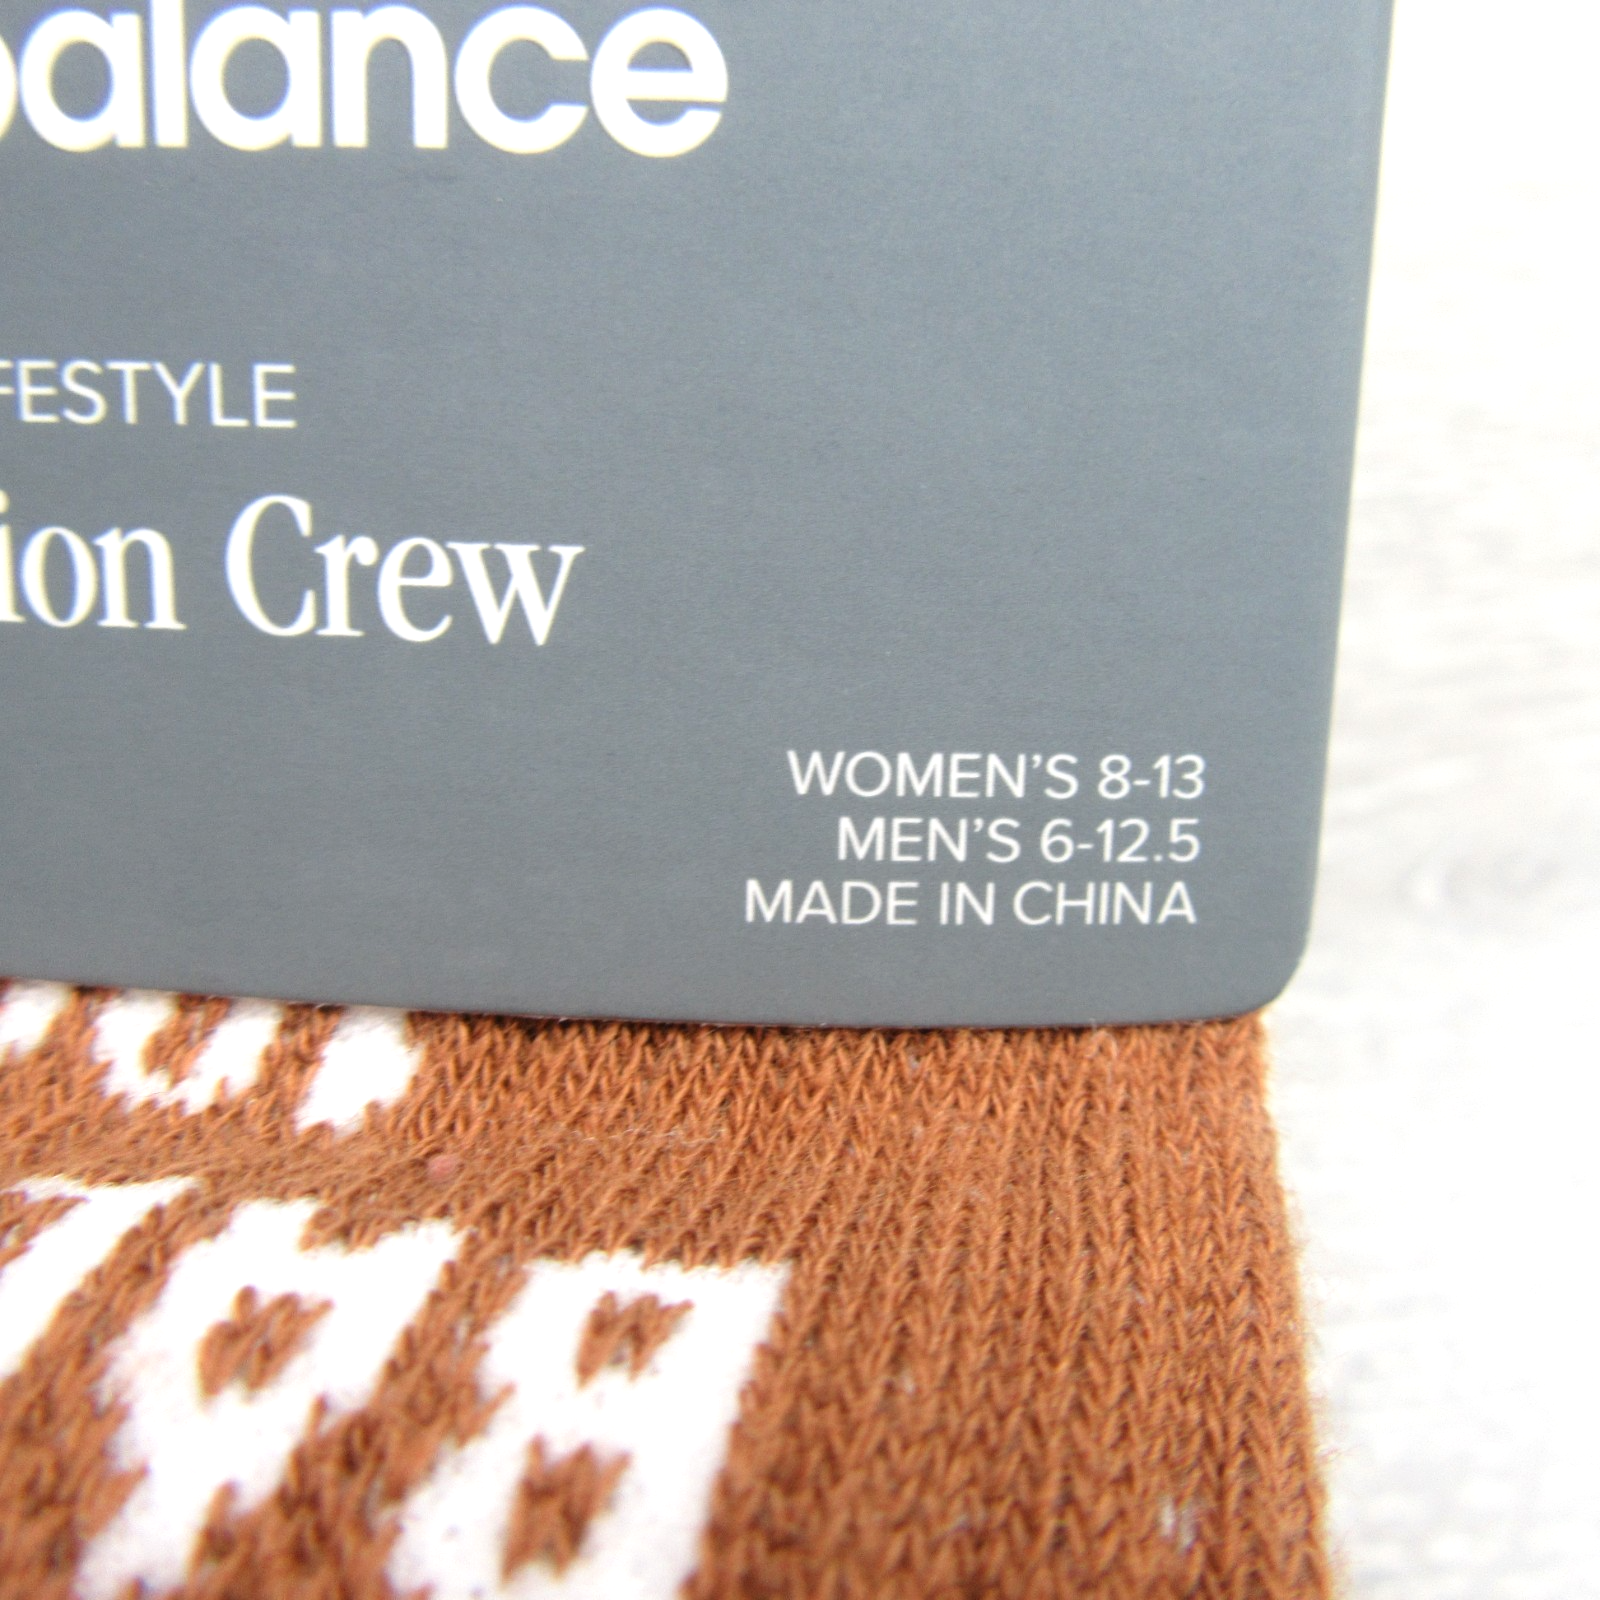 balance
FESTYLE
ion Crew
WOMEN'S 8-13
MEN'S 6-12.5
MADE IN CHINA